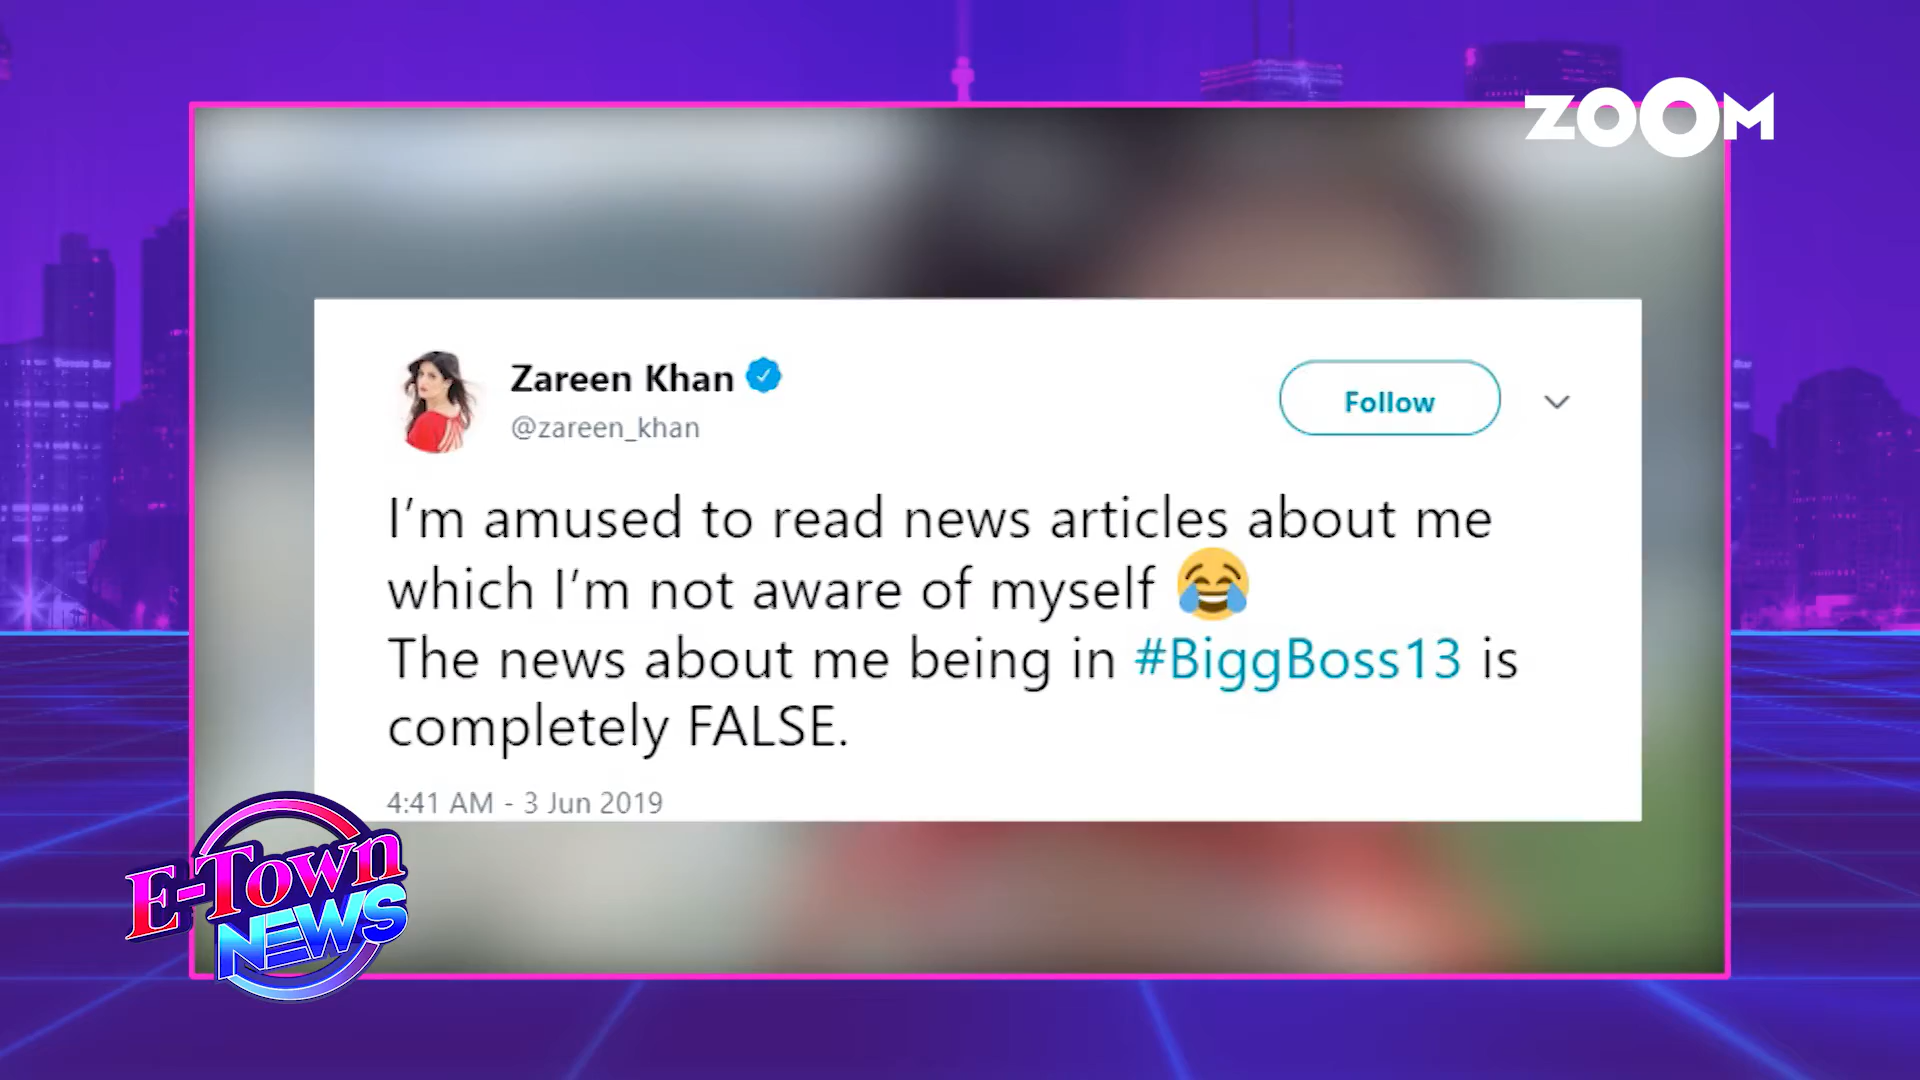 ZOOM
Zareen Khan
@zareen_khan
Follow
I'm amused to read news articles about me
which I'm not aware of myself 😂
The news about me being in #BiggBoss13 is
completely FALSE.
4:41 AM - 3 Jun 2019
E-Town
NEWS